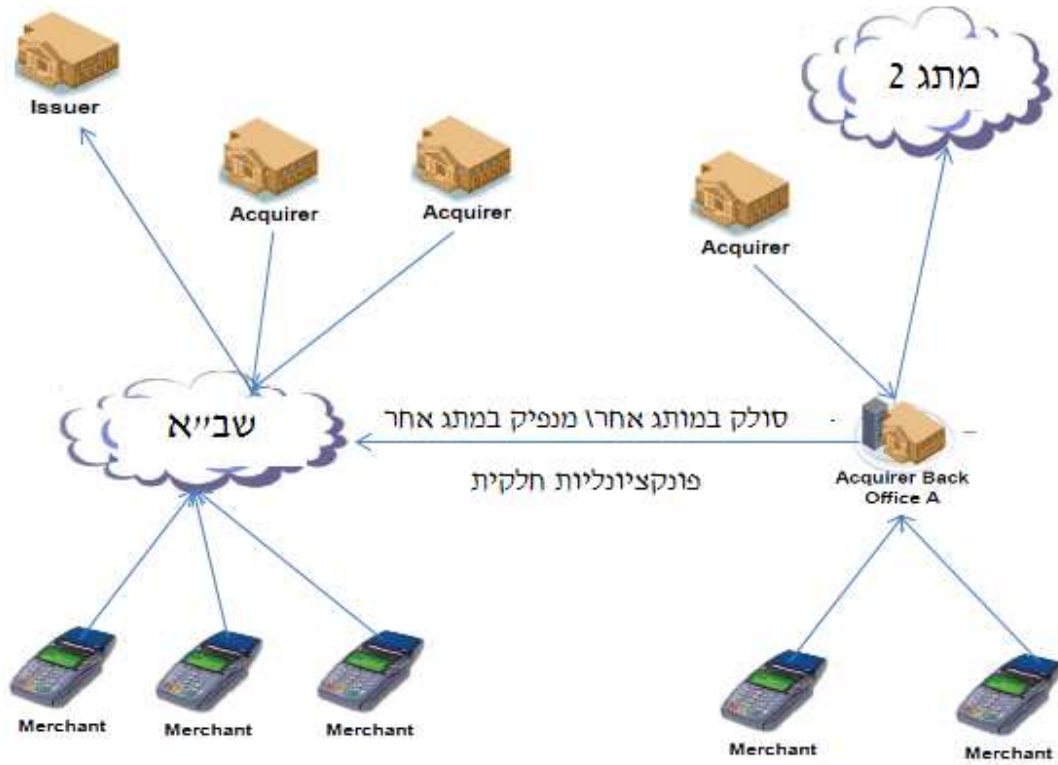 Issuer
Acquirer
Acquirer
Acquirer
מתג 2
שב״א
סולק במותג אחר\ מנפיק במתג אחר
פונקציונליות חלקית
Acquirer Back
Office A
Merchant
Merchant
Merchant
Merchant
Merchant